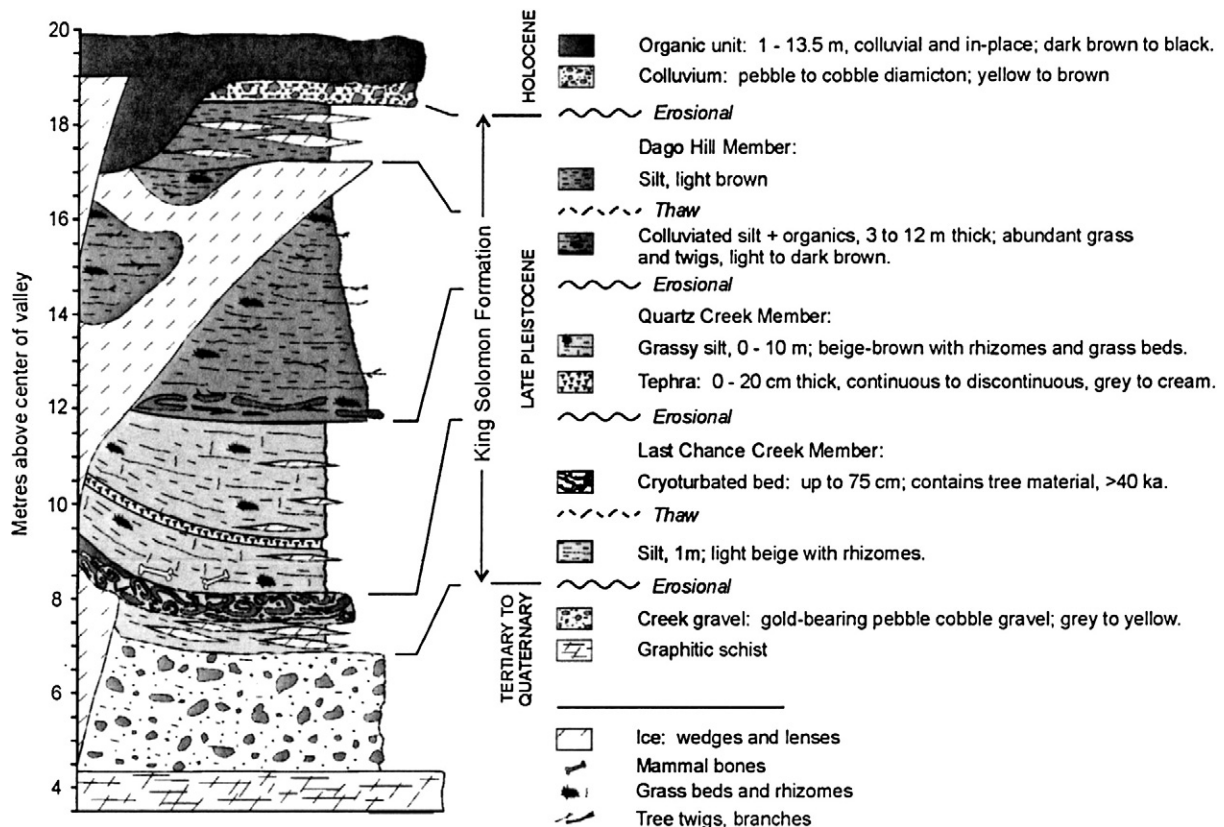 20
18
16
14
12
10
8
6
4
Metres above center of valley
King Solomon Formation
HOLOCENE
LATE PLEISTOCENE
TERTIARY TO
QUATERNARY
Organic unit: 1 - 13.5 m, colluvial and in-place; dark brown to black.
Colluvium: pebble to cobble diamicton; yellow to brown
Erosional
Dago Hill Member:
Silt, light brown
Thaw
Colluviated silt + organics, 3 to 12 m thick; abundant grass
and twigs, light to dark brown.
Erosional
Quartz Creek Member:
Grassy silt, 0 - 10 m; beige-brown with rhizomes and grass beds.
Tephra: 0 - 20 cm thick, continuous to discontinuous, grey to cream.
Erosional
Last Chance Creek Member:
Cryoturbated bed: up to 75 cm; contains tree material, >40 ka.
Thaw
Silt, 1m; light beige with rhizomes.
Erosional
Creek gravel: gold-bearing pebble cobble gravel; grey to yellow.
Graphitic schist
Ice: wedges and lenses
Mammal bones
Grass beds and rhizomes
Tree twigs, branches